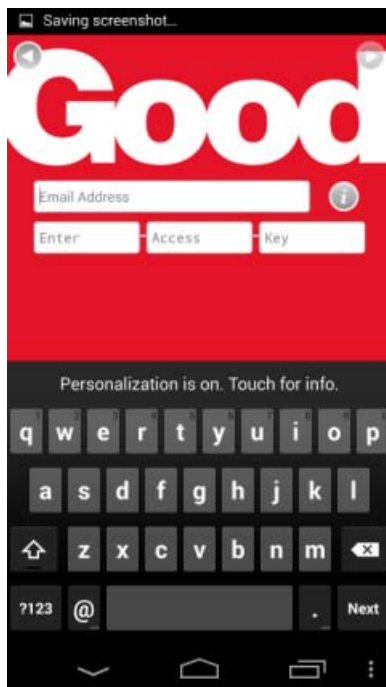 Saving screenshot...
Good
Email Address
Enter - Access - Key
i
Personalization is on. Touch for info.
q w e r t y u i o p
a s d f g h j k l
z x c v b n m
?123 @ . Next